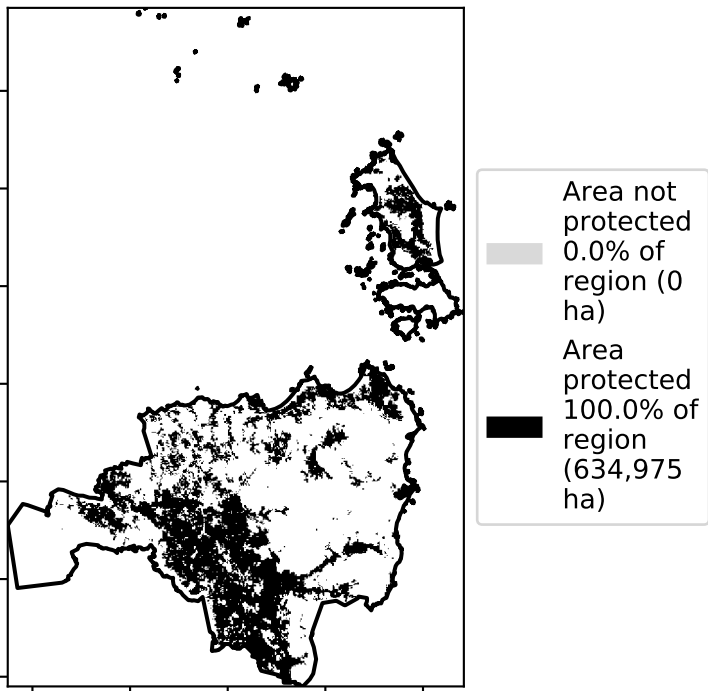 Area not
protected
0.0% of
region (0
ha)
Area
protected
100.0% of
region
(634,975
ha)